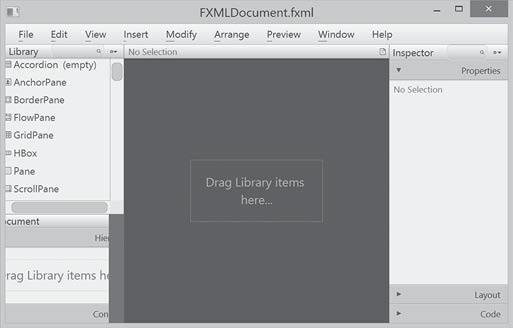 FXMLDocument.fxml
File Edit View Insert Modify Arrange Preview Window Help
Library
No Selection
Inspector
Accordion (empty)
AnchorPane
BorderPane
FlowPane
GridPane
HBox
Pane
ScrollPane
Properties
No Selection
Drag Library items
here...
ocument
Hier
rag Library items he
Con
Layout
Code